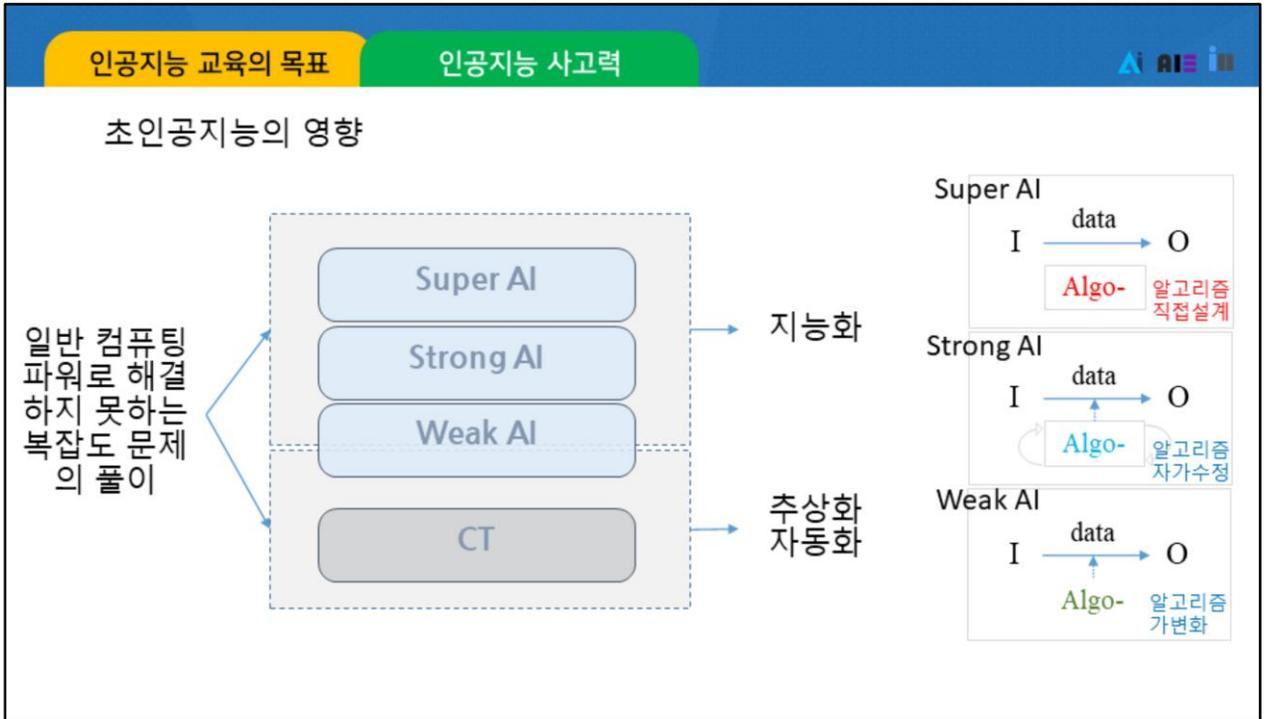 인공지능 교육의 목표
인공지능 사고력
Ai AIE
초인공지능의 영향
일반 컴퓨팅
파워로 해결
하지 못하는
복잡도 문제
의 풀이
Super AI
Strong AI
Weak AI
CT
지능화
추상화
자동화
Super AI
data
I
O
Algo-
알고리즘
직접설계
Strong AI
data
I
O
Algo-
알고리즘
자가수정
Weak AI
data
I
O
Algo-
알고리즘
가변화